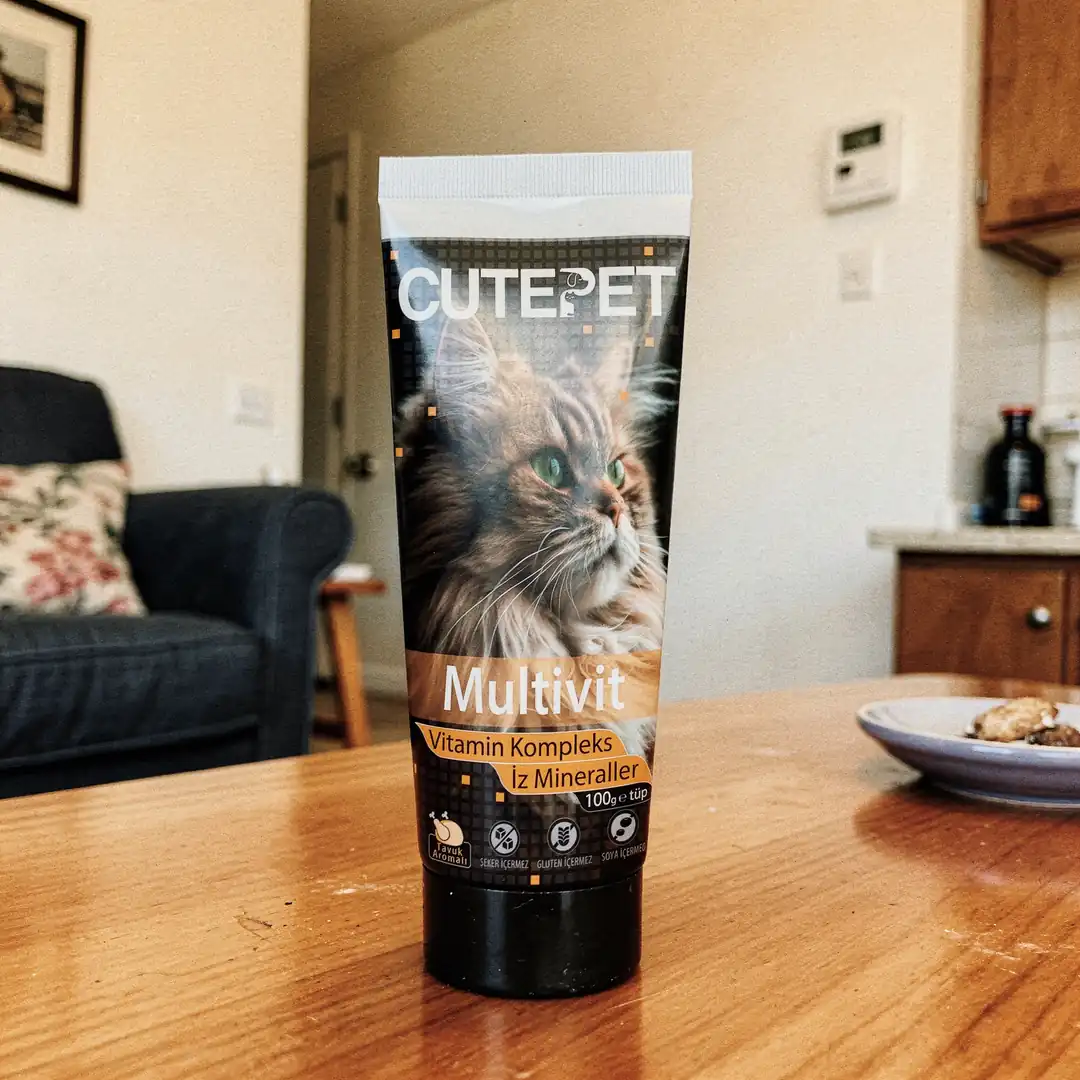 CUTEPET
Multivit
Vitamin Kompleks
İz Mineraller
100g e tüp
Tavuk
Aromalı
ŞEKER İÇERMEZ
GLUTEN İÇERMEZ
SOYA İÇERMEZ